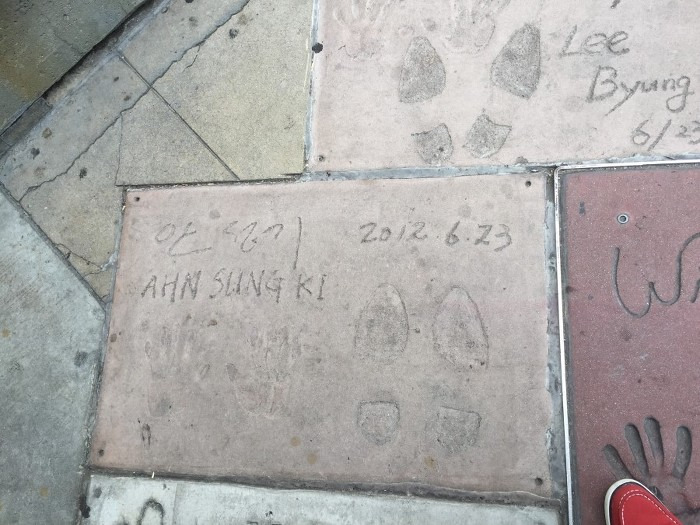 Lee
Byung
6/23
안성기 2012.6.23
AHN SUNG KI